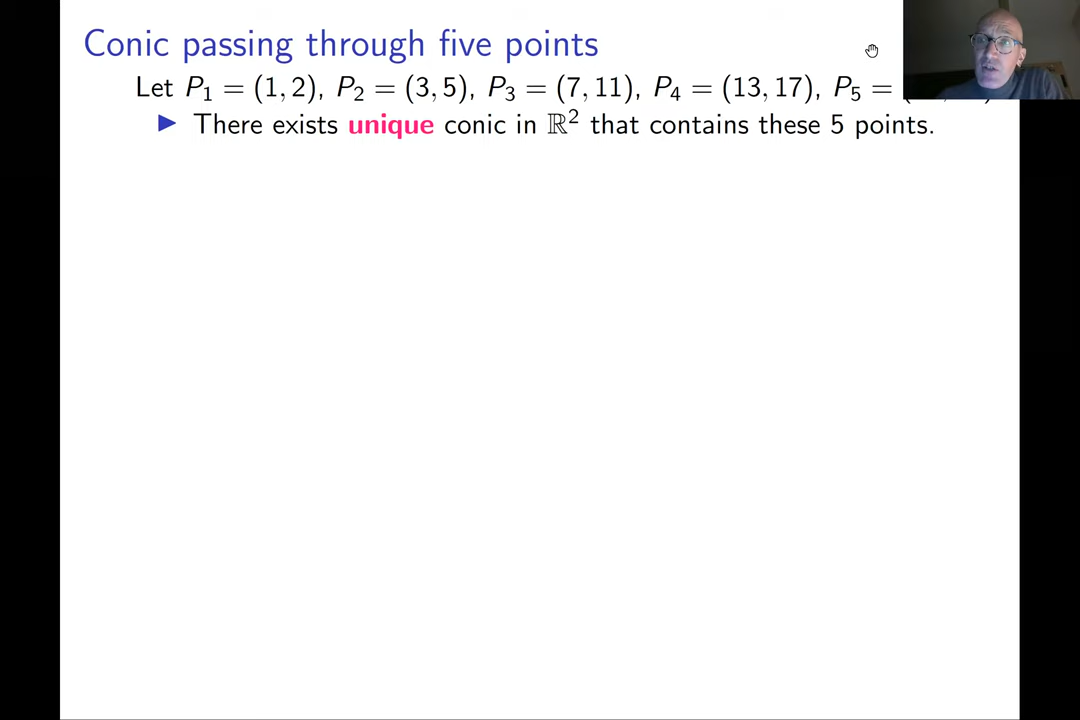 Conic passing through five points
Let P₁ = (1, 2), P₂ = (3, 5), P₃ = (7, 11), P₄ = (13, 17), P₅ =
▶ There exists unique conic in ℝ² that contains these 5 points.